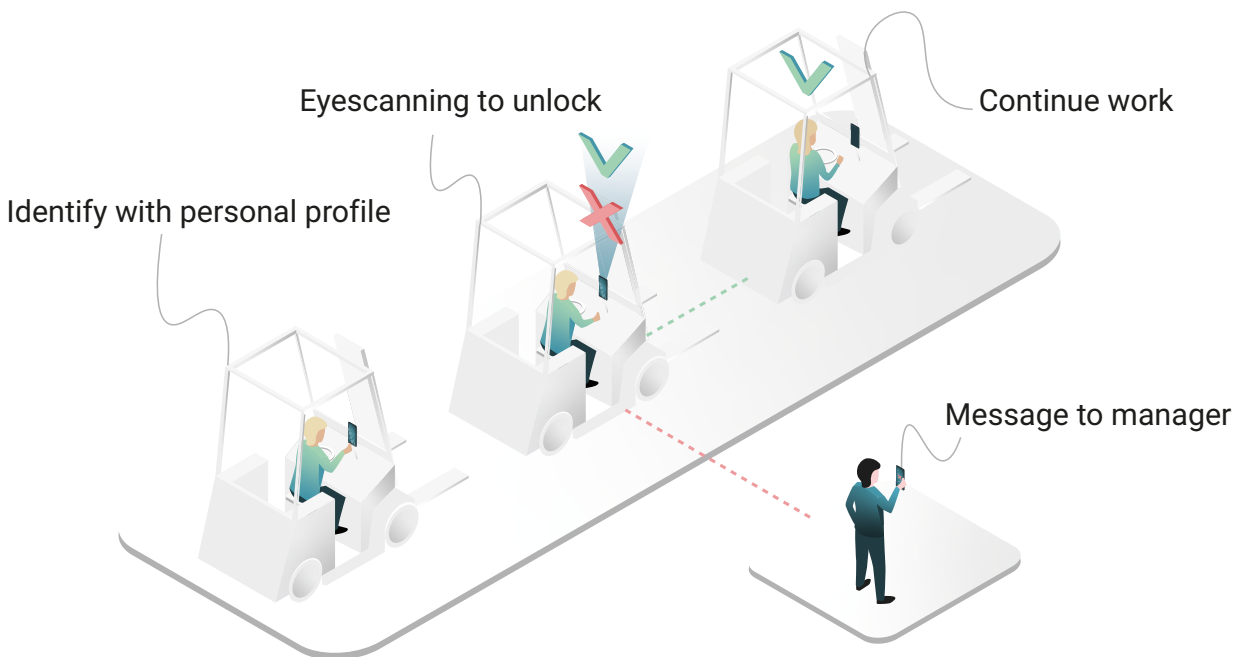 Identify with personal profile
Eyescanning to unlock
Continue work
Message to manager